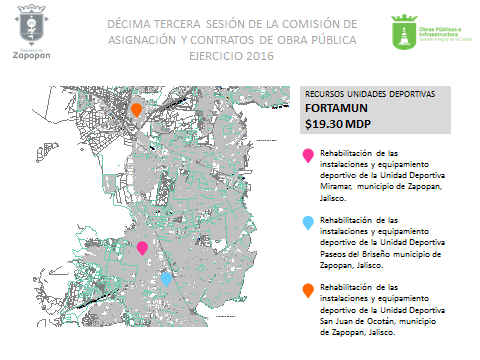 Gobierno de
Zapopan
DÉCIMA TERCERA SESIÓN DE LA COMISIÓN DE
ASIGNACIÓN Y CONTRATOS DE OBRA PÚBLICA
EJERCICIO 2016
Obras Públicas e
Infraestructura
RECURSOS UNIDADES DEPORTIVAS
FORTAMUN
$19.30 MDP
Rehabilitación de las
instalaciones y equipamiento
deportivo de la Unidad Deportiva
Miramar, municipio de Zapopan,
Jalisco.
Rehabilitación de las
instalaciones y equipamiento
deportivo de la Unidad Deportiva
Paseos del Briseño municipio de
Zapopan, Jalisco.
Rehabilitación de las
instalaciones y equipamiento
deportivo de la Unidad Deportiva
San Juan de Ocotán, municipio
de Zapopan, Jalisco.